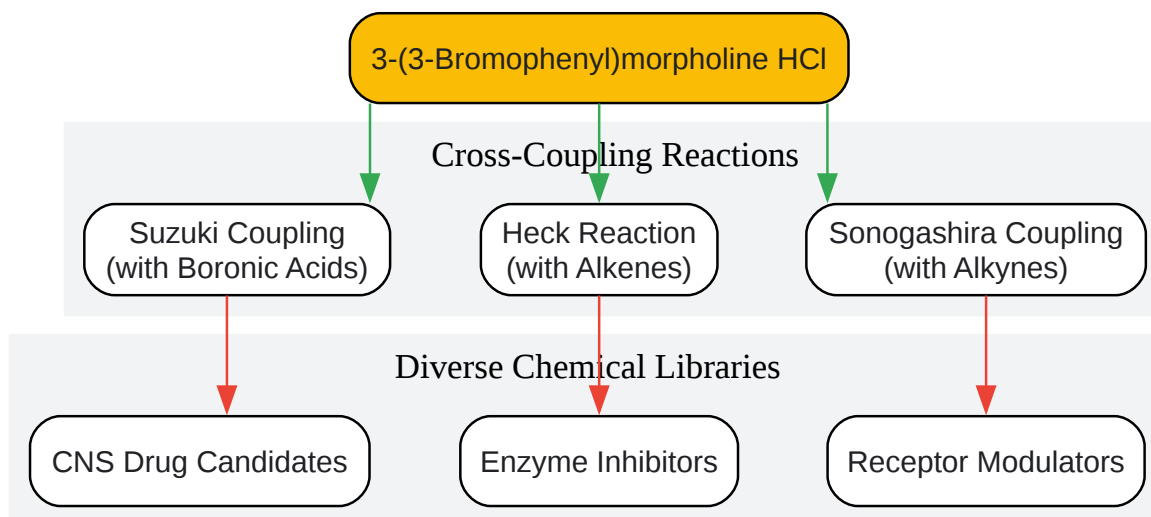 3-(3-Bromophenyl)morpholine HCl
Cross-Coupling Reactions
Suzuki Coupling
(with Boronic Acids)
Heck Reaction
(with Alkenes)
Sonogashira Coupling
(with Alkynes)
Diverse Chemical Libraries
CNS Drug Candidates
Enzyme Inhibitors
Receptor Modulators